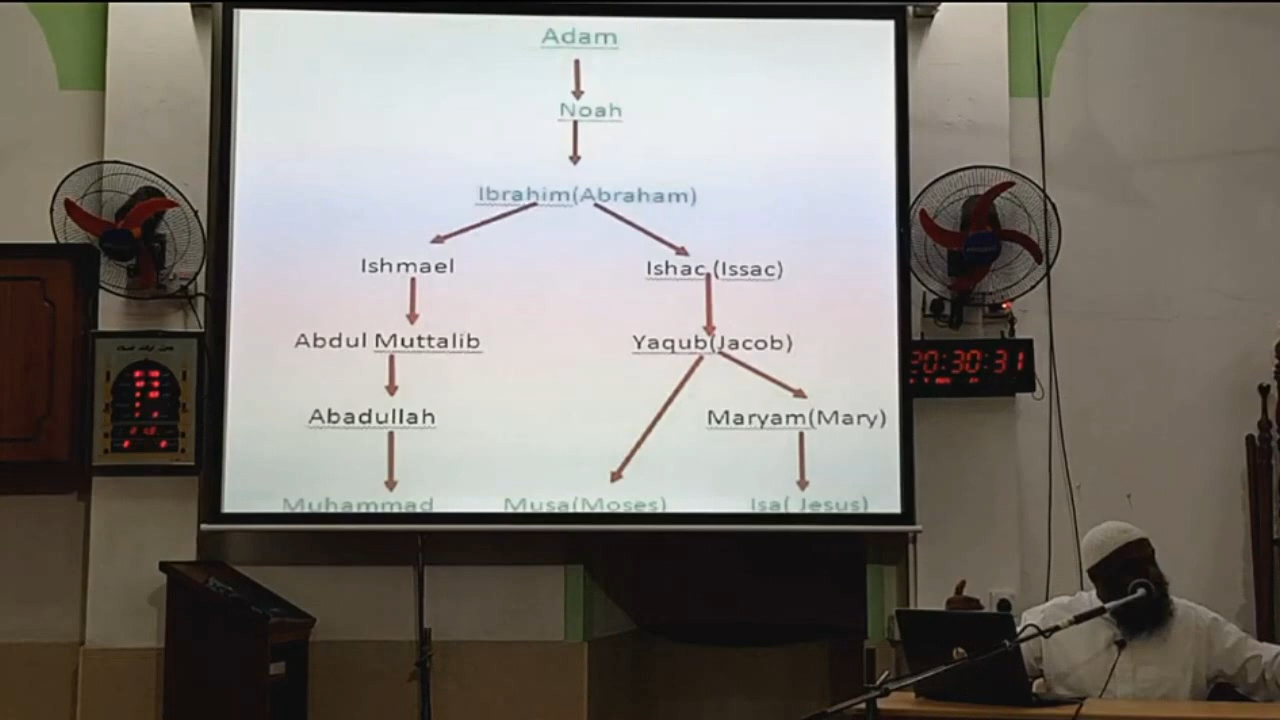 Adam
Noah
Ibrahim(Abraham)
Ishmael
Ishac (Issac)
Abdul Muttalib
Yaqub(Jacob)
Abadullah
Maryam(Mary)
Muhammad
Musa(Moses)
Isa( Jesus)
20:30:31